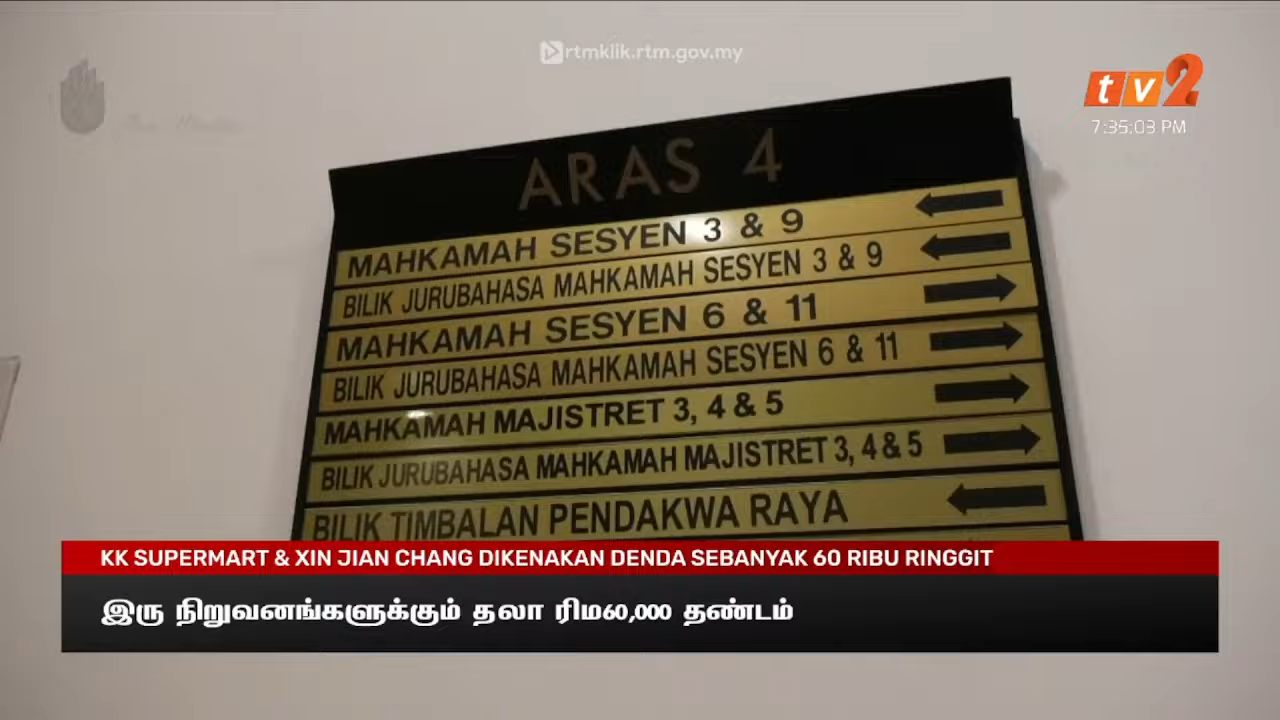 rtmklik.rtm.gov.my
tv2
7:35:03 PM
ARAS 4
MAHKAMAH SESYEN 3 & 9
BILIK JURUBAHASA MAHKAMAH SESYEN 3 & 9
MAHKAMAH SESYEN 6 & 11
BILIK JURUBAHASA MAHKAMAH SESYEN 6 & 11
MAHKAMAH MAJISTRET 3, 4 & 5
BILIK JURUBAHASA MAHKAMAH MAJISTRET 3, 4 & 5
BILIK TIMBALAN PENDAKWA RAYA
KK SUPERMART & XIN JIAN CHANG DIKENAKAN DENDA SEBANYAK 60 RIBU RINGGIT
இரு நிறுவனங்களுக்கும் தலா ரிம60,000 தண்டம்